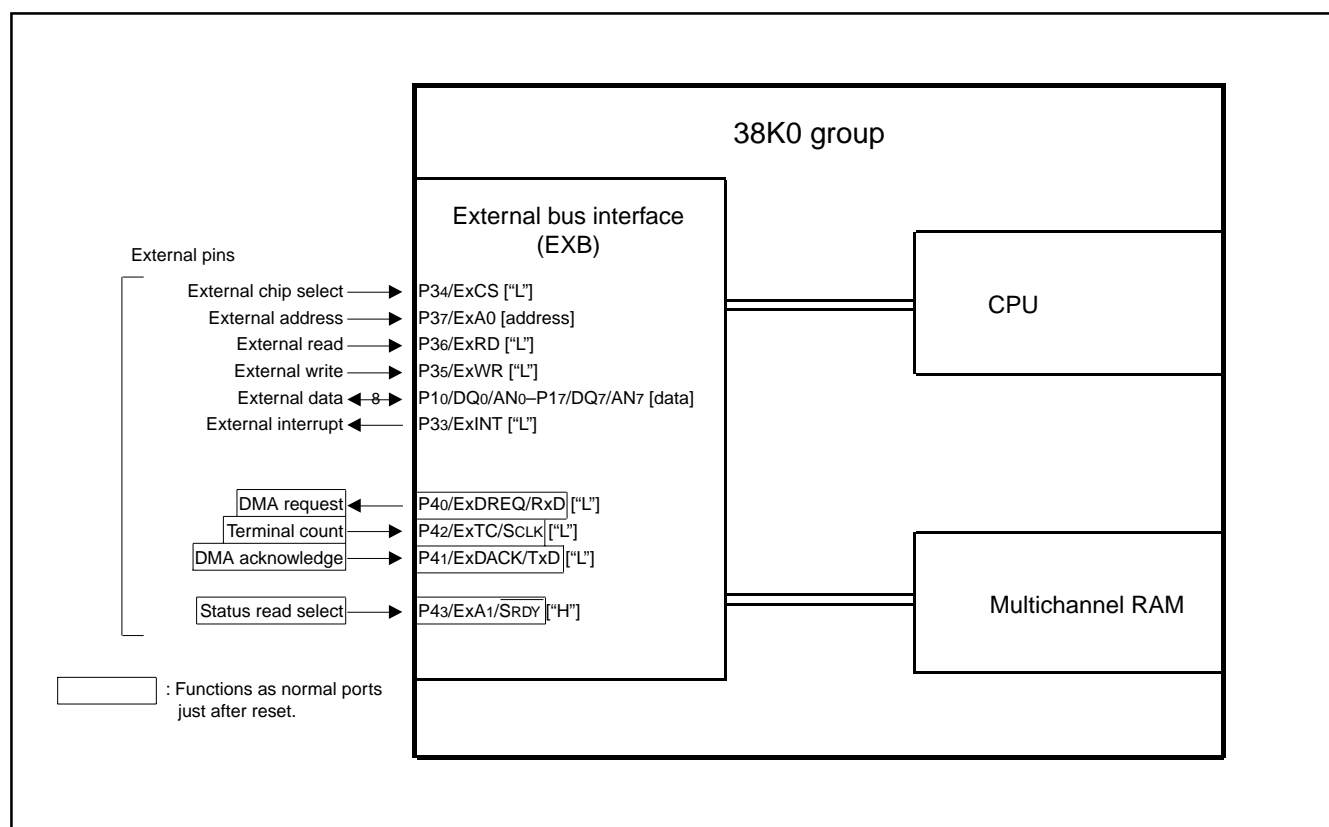 38K0 group
External bus interface
(EXB)
External pins
External chip select P34/ExCS [“L”]
External address P37/ExA0 [address]
External read P36/ExRD [“L”]
External write P35/ExWR [“L”]
External data 8 P10/DQ0/AN0–P17/DQ7/AN7 [data]
External interrupt P33/ExINT [“L”]
DMA request P40/ExDREQ/RxD [“L”]
Terminal count P42/ExTC/SCLK [“L”]
DMA acknowledge P41/ExDACK/TxD [“L”]
Status read select P43/ExA1/SRDY [“H”]
CPU
Multichannel RAM
: Functions as normal ports
just after reset.